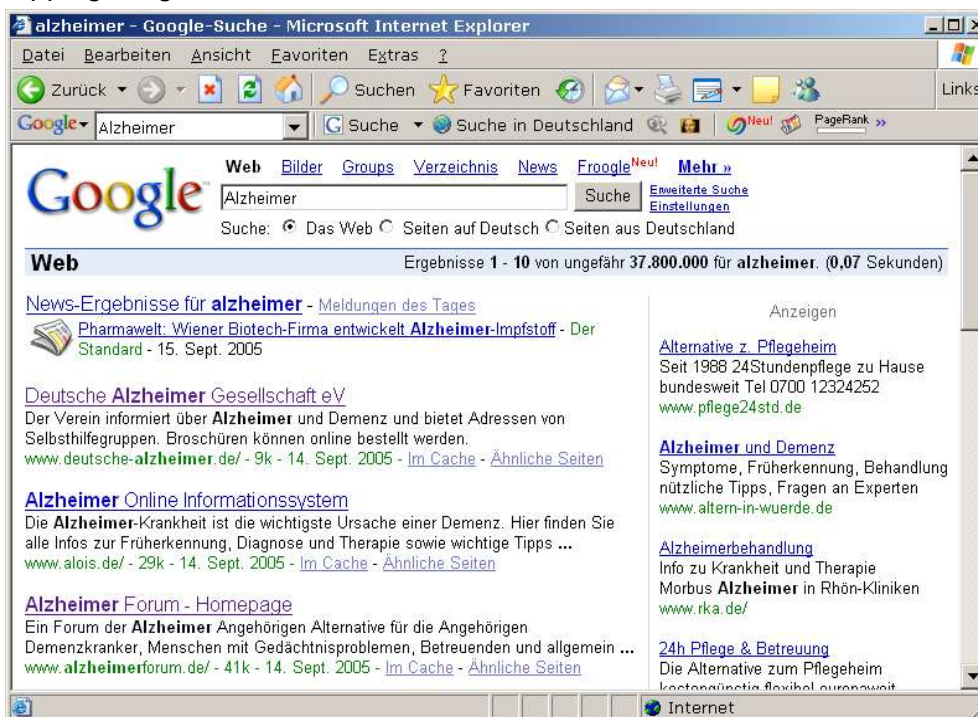 alzheimer - Google-Suche - Microsoft Internet Explorer
Datei Bearbeiten Ansicht Favoriten Extras ?
Zurück Suchen Favoriten Links
Google Alzheimer G Suche Suche in Deutschland Neu! PageRank »
Google Web Bilder Groups Verzeichnis News Froogle Neu! Mehr »
Alzheimer Suche Erweiterte Suche
Einstellungen
Suche: Das Web Seiten auf Deutsch Seiten aus Deutschland
Web Ergebnisse 1 - 10 von ungefähr 37.800.000 für alzheimer. (0,07 Sekunden)
News-Ergebnisse für alzheimer - Meldungen des Tages
Pharmawelt: Wiener Biotech-Firma entwickelt Alzheimer-Impfstoff - Der
Standard - 15. Sept. 2005
Deutsche Alzheimer Gesellschaft eV
Der Verein informiert über Alzheimer und Demenz und bietet Adressen von
Selbsthilfegruppen. Broschüren können online bestellt werden.
www.deutsche-alzheimer.de/ - 9k - 14. Sept. 2005 - Im Cache - Ähnliche Seiten
Alzheimer Online Informationssystem
Die Alzheimer-Krankheit ist die wichtigste Ursache einer Demenz. Hier finden Sie
alle Infos zur Früherkennung, Diagnose und Therapie sowie wichtige Tipps ...
www.alois.de/ - 29k - 14. Sept. 2005 - Im Cache - Ähnliche Seiten
Alzheimer Forum - Homepage
Ein Forum der Alzheimer Angehörigen Alternative für die Angehörigen
Demenzkranker, Menschen mit Gedächtnisproblemen, Betreuenden und allgemein ...
www.alzheimerforum.de/ - 41k - 14. Sept. 2005 - Im Cache - Ähnliche Seiten
Anzeigen
Alternative z. Pflegeheim
Seit 1988 24Stundenpflege zu Hause
bundesweit Tel 0700 12324252
www.pflege24std.de
Alzheimer und Demenz
Symptome, Früherkennung, Behandlung
nützliche Tipps, Fragen an Experten
www.altern-in-wuerde.de
Alzheimerbehandlung
Info zu Krankheit und Therapie
Morbus Alzheimer in Rhön-Kliniken
www.rka.de/
24h Pflege & Betreuung
Die Alternative zum Pflegeheim
kostengünstig flexibel europaweit
Internet